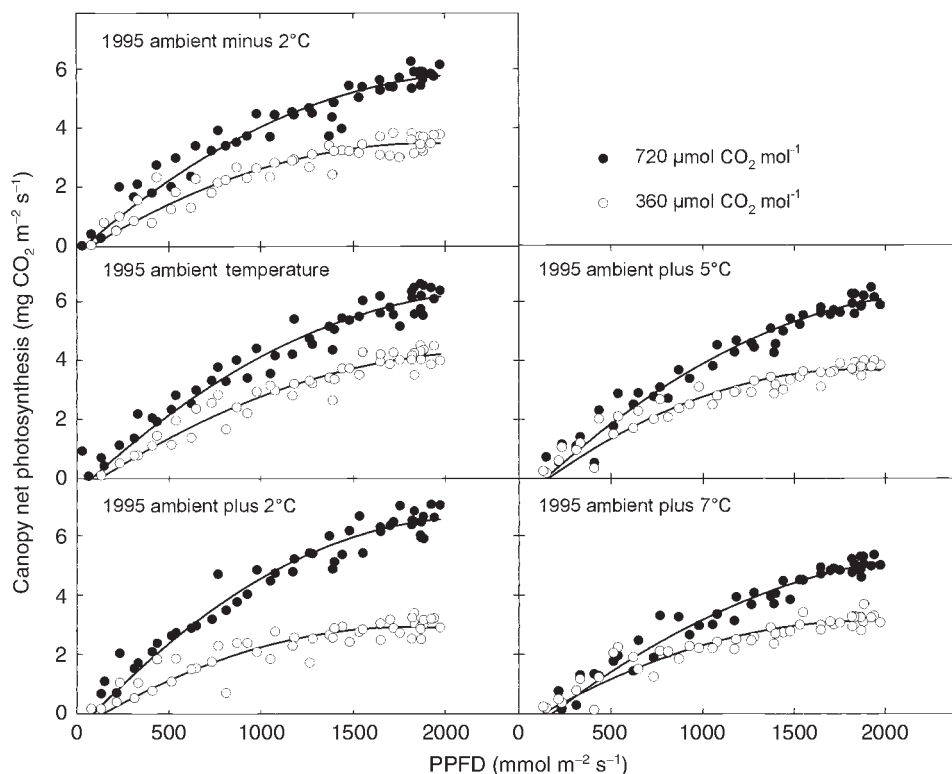 1995 ambient minus 2°C
720 µmol CO₂ mol⁻¹
360 µmol CO₂ mol⁻¹
6
4
2
0
1995 ambient temperature
1995 ambient plus 5°C
6
4
2
0
1995 ambient plus 2°C
1995 ambient plus 7°C
6
4
2
0
0 500 1000 1500 2000 0 500 1000 1500 2000
PPFD (mmol m⁻² s⁻¹)
Canopy net photosynthesis (mg CO₂ m⁻² s⁻¹)